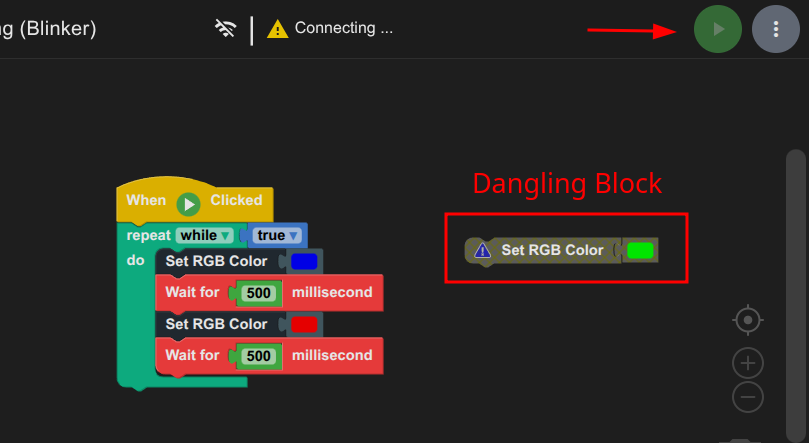 ng (Blinker)
Connecting ...
Dangling Block
When Clicked
repeat while true
do Set RGB Color
Wait for 500 millisecond
Set RGB Color
Wait for 500 millisecond
Set RGB Color